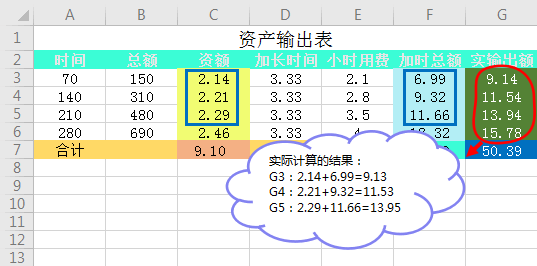 A B C D E F G
1 资产输出表
2 时间 总额 资额 加长时间 小时用费 加时总额 实输出额
3 70 150 2.14 3.33 2.1 6.99 9.14
4 140 310 2.21 3.33 2.8 9.32 11.54
5 210 480 2.29 3.33 3.5 11.66 13.94
6 280 690 2.46 3.33 15.78
7 合计 9.10 50.39
8
实际计算的结果：
9 G3：2.14+6.99=9.13
G4：2.21+9.32=11.53
10 G5：2.29+11.66=13.95
11
12
13